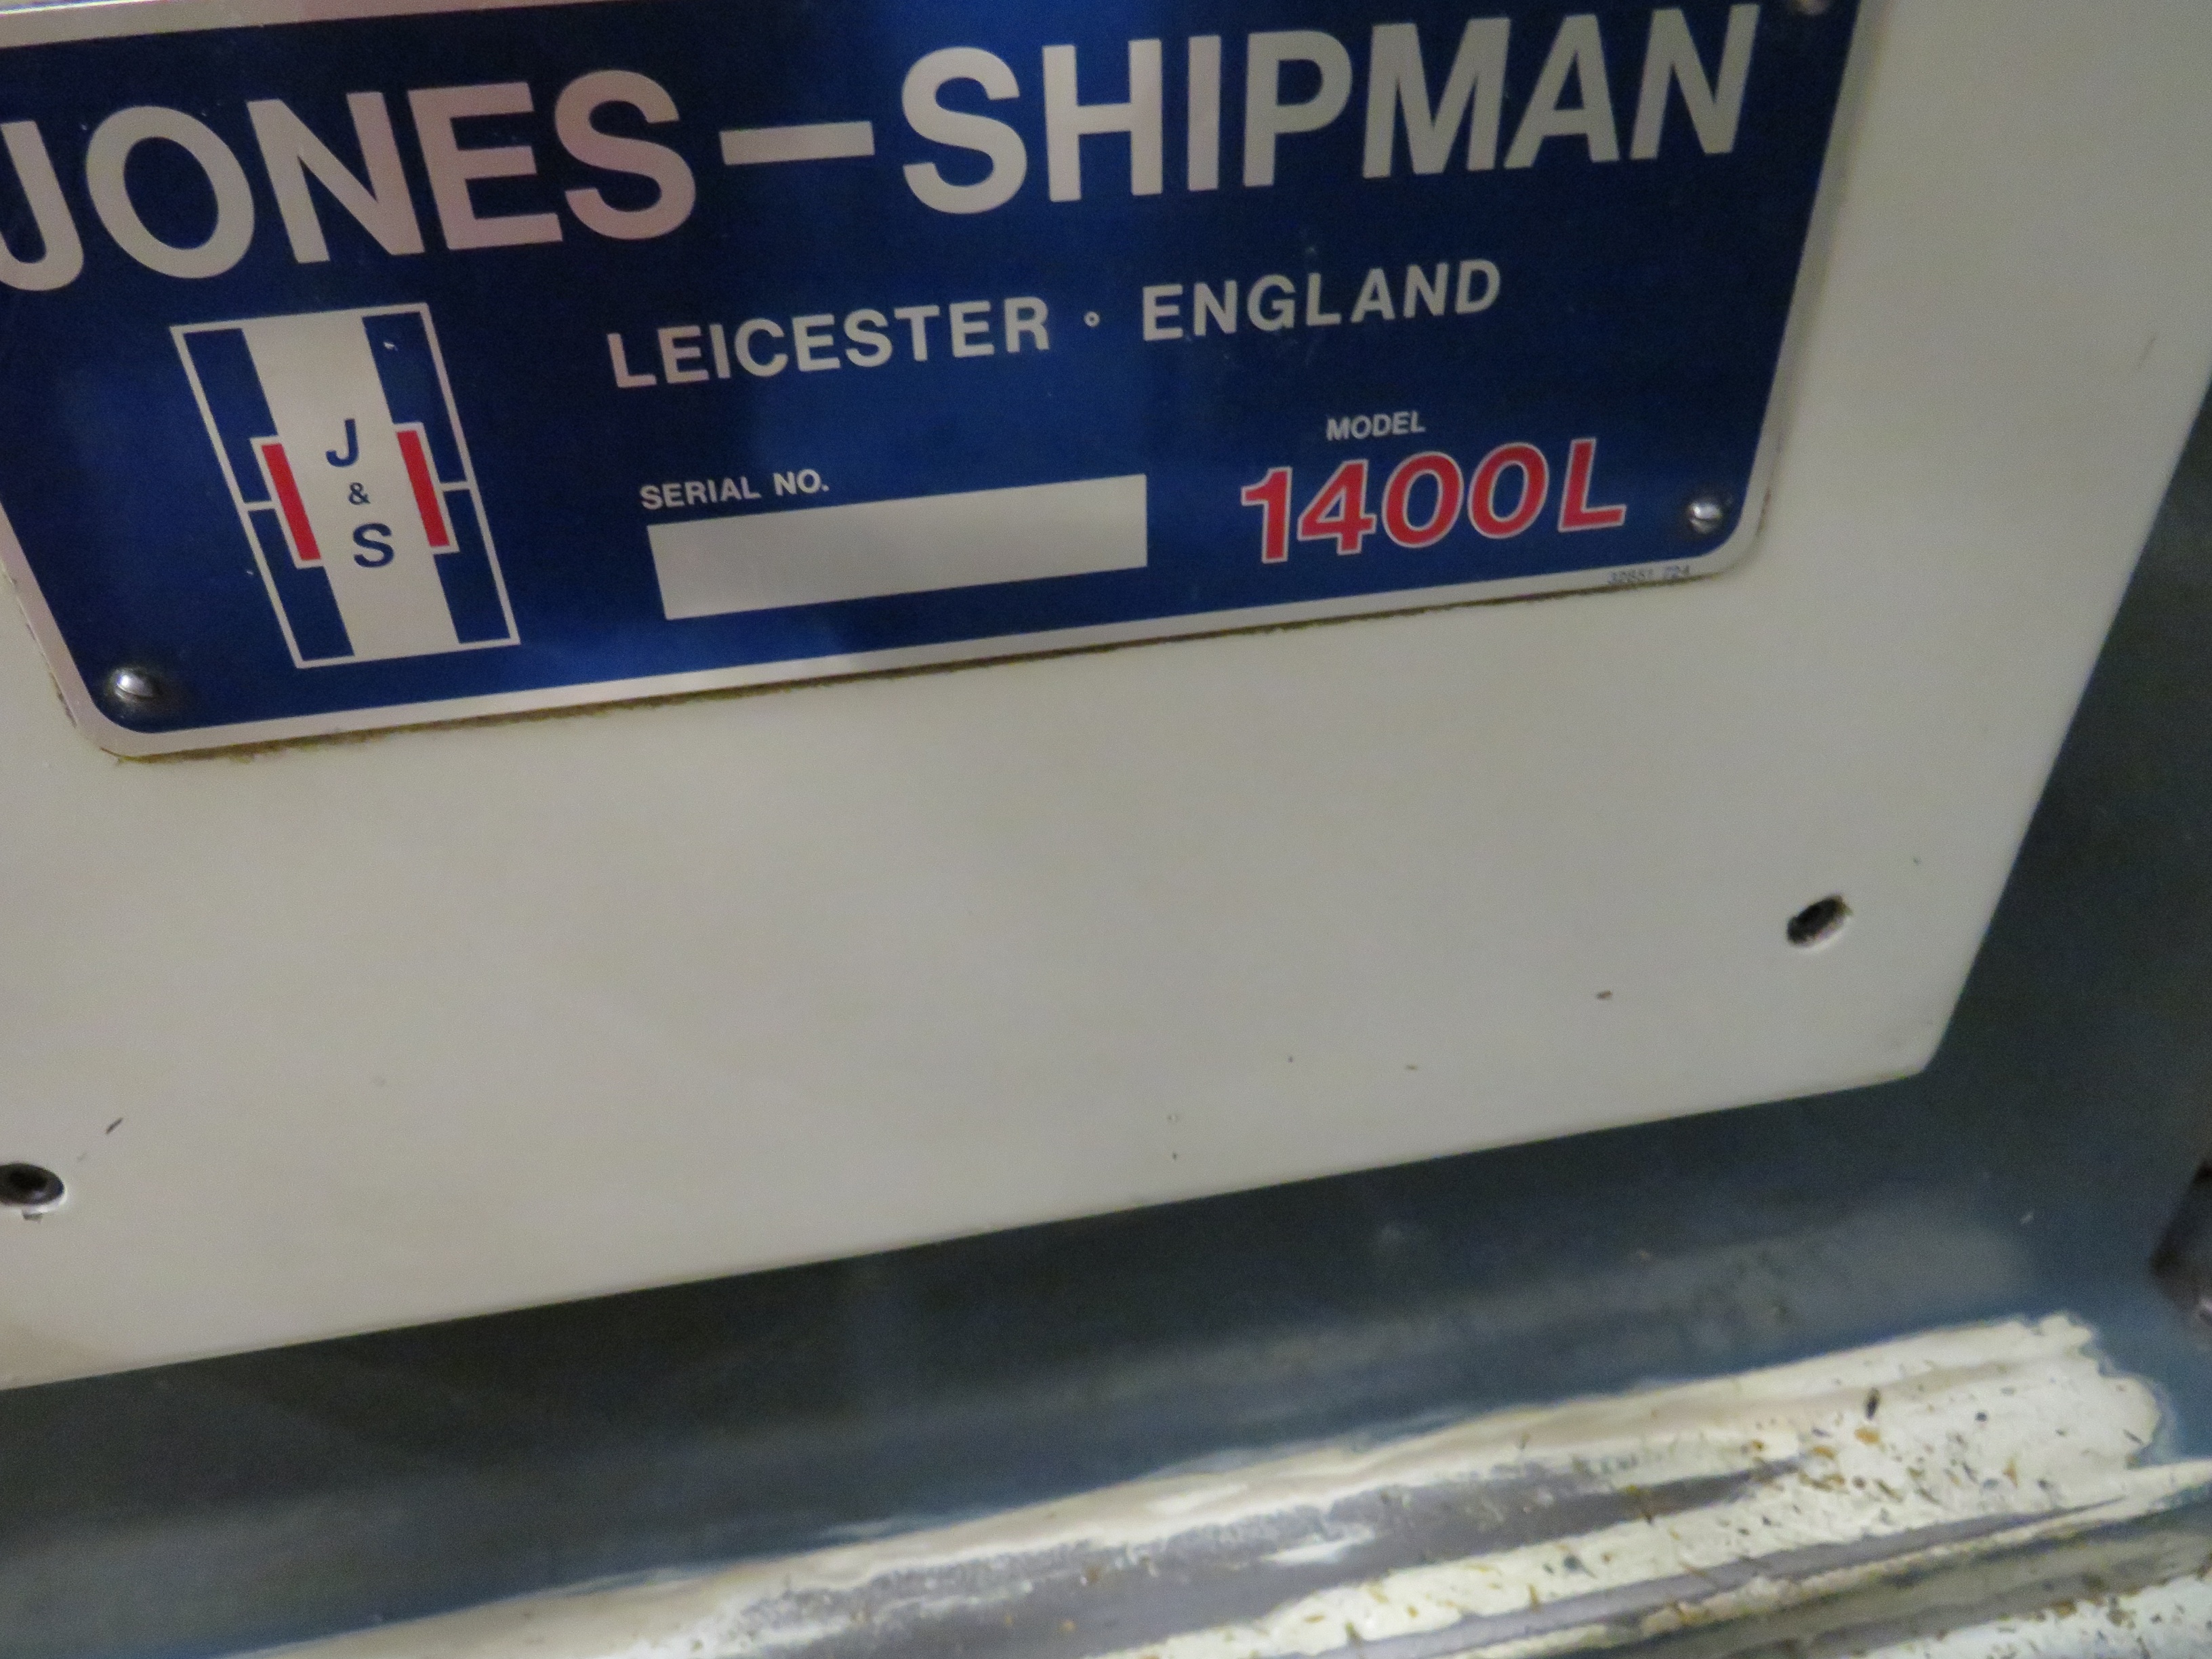 JONES—SHIPMAN
LEICESTER · ENGLAND
J
&
S
SERIAL NO.
MODEL
1400L